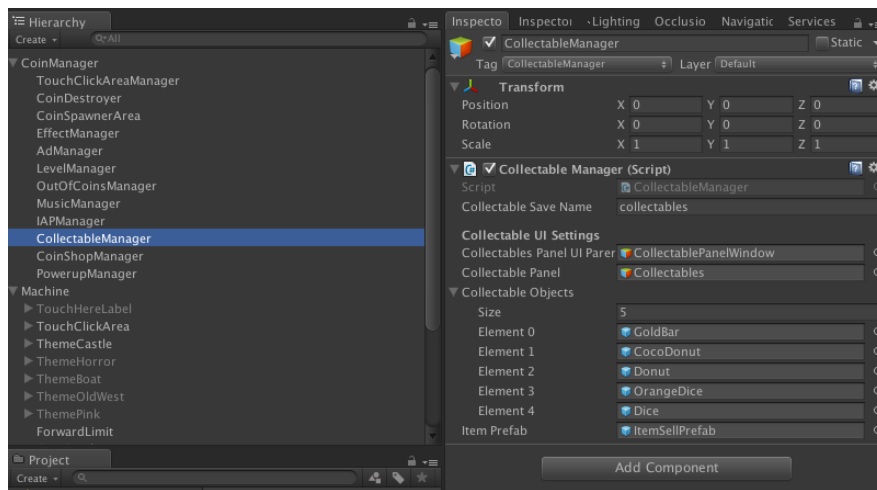 Hierarchy
Create
Q▾All
CoinManager
TouchClickAreaManager
CoinDestroyer
CoinSpawnerArea
EffectManager
AdManager
LevelManager
OutOfCoinsManager
MusicManager
IAPManager
CollectableManager
CoinShopManager
PowerupManager
Machine
TouchHereLabel
TouchClickArea
ThemeCastle
ThemeHorror
ThemeBoat
ThemeOldWest
ThemePink
ForwardLimit
Project
Create
Inspecto Inspector Lighting Occlusio Navigatic Services
CollectableManager Static
Tag CollectableManager Layer Default
Transform
Position X 0 Y 0 Z 0
Rotation X 0 Y 0 Z 0
Scale X 1 Y 1 Z 1
Collectable Manager (Script)
Script CollectableManager
Collectable Save Name collectables
Collectable UI Settings
Collectables Panel UI Parer CollectablePanelWindow
Collectable Panel Collectables
Collectable Objects
Size 5
Element 0 GoldBar
Element 1 CocoDonut
Element 2 Donut
Element 3 OrangeDice
Element 4 Dice
Item Prefab ItemSellPrefab
Add Component